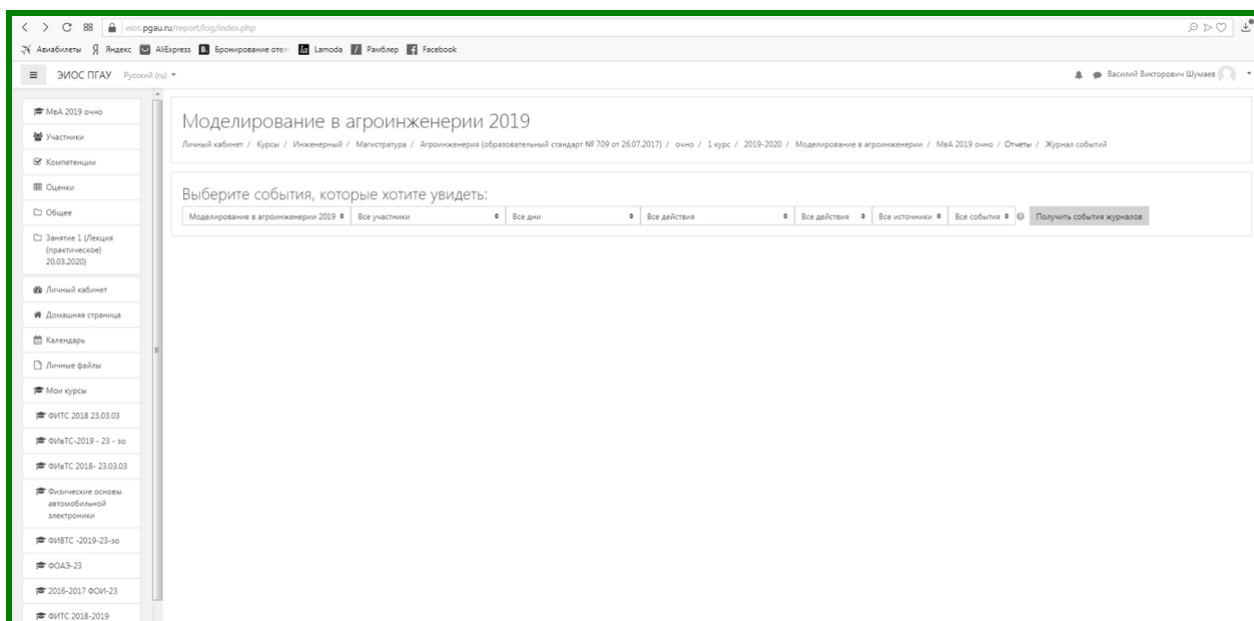 88 eios.pgau.ru/report/log/index.php
Авиабилеты Яндекс AliExpress Бронирование отел Lamoda Рамблер Facebook
ЭИОС ПГАУ Русский (ru) Василий Викторович Шумаев
МвА 2019 очно
Участники
Компетенции
Оценки
Общее
Занятие 1 (Лекция
(практическое)
20.03.2020)
Личный кабинет
Домашняя страница
Календарь
Личные файлы
Мои курсы
ФИТС 2018 23.03.03
ФИвТС-2019 - 23 - зо
ФИвТС 2018- 23.03.03
Физические основы
автомобильной
электроники
ФИВТС -2019-23-зо
ФОАЭ-23
2016-2017 ФОИ-23
ФИТС 2018-2019
Моделирование в агроинженерии 2019
Личный кабинет / Курсы / Инженерный / Магистратура / Агроинженерия (образовательный стандарт № 709 от 26.07.2017) / очно / 1 курс / 2019-2020 / Моделирование в агроинженерии / МвА 2019 очно / Отчеты / Журнал событий
Выберите события, которые хотите увидеть:
Моделирование в агроинженерии 2019 Все участники Все дни Все действия Все действия Все источники Все события Получить события журналов